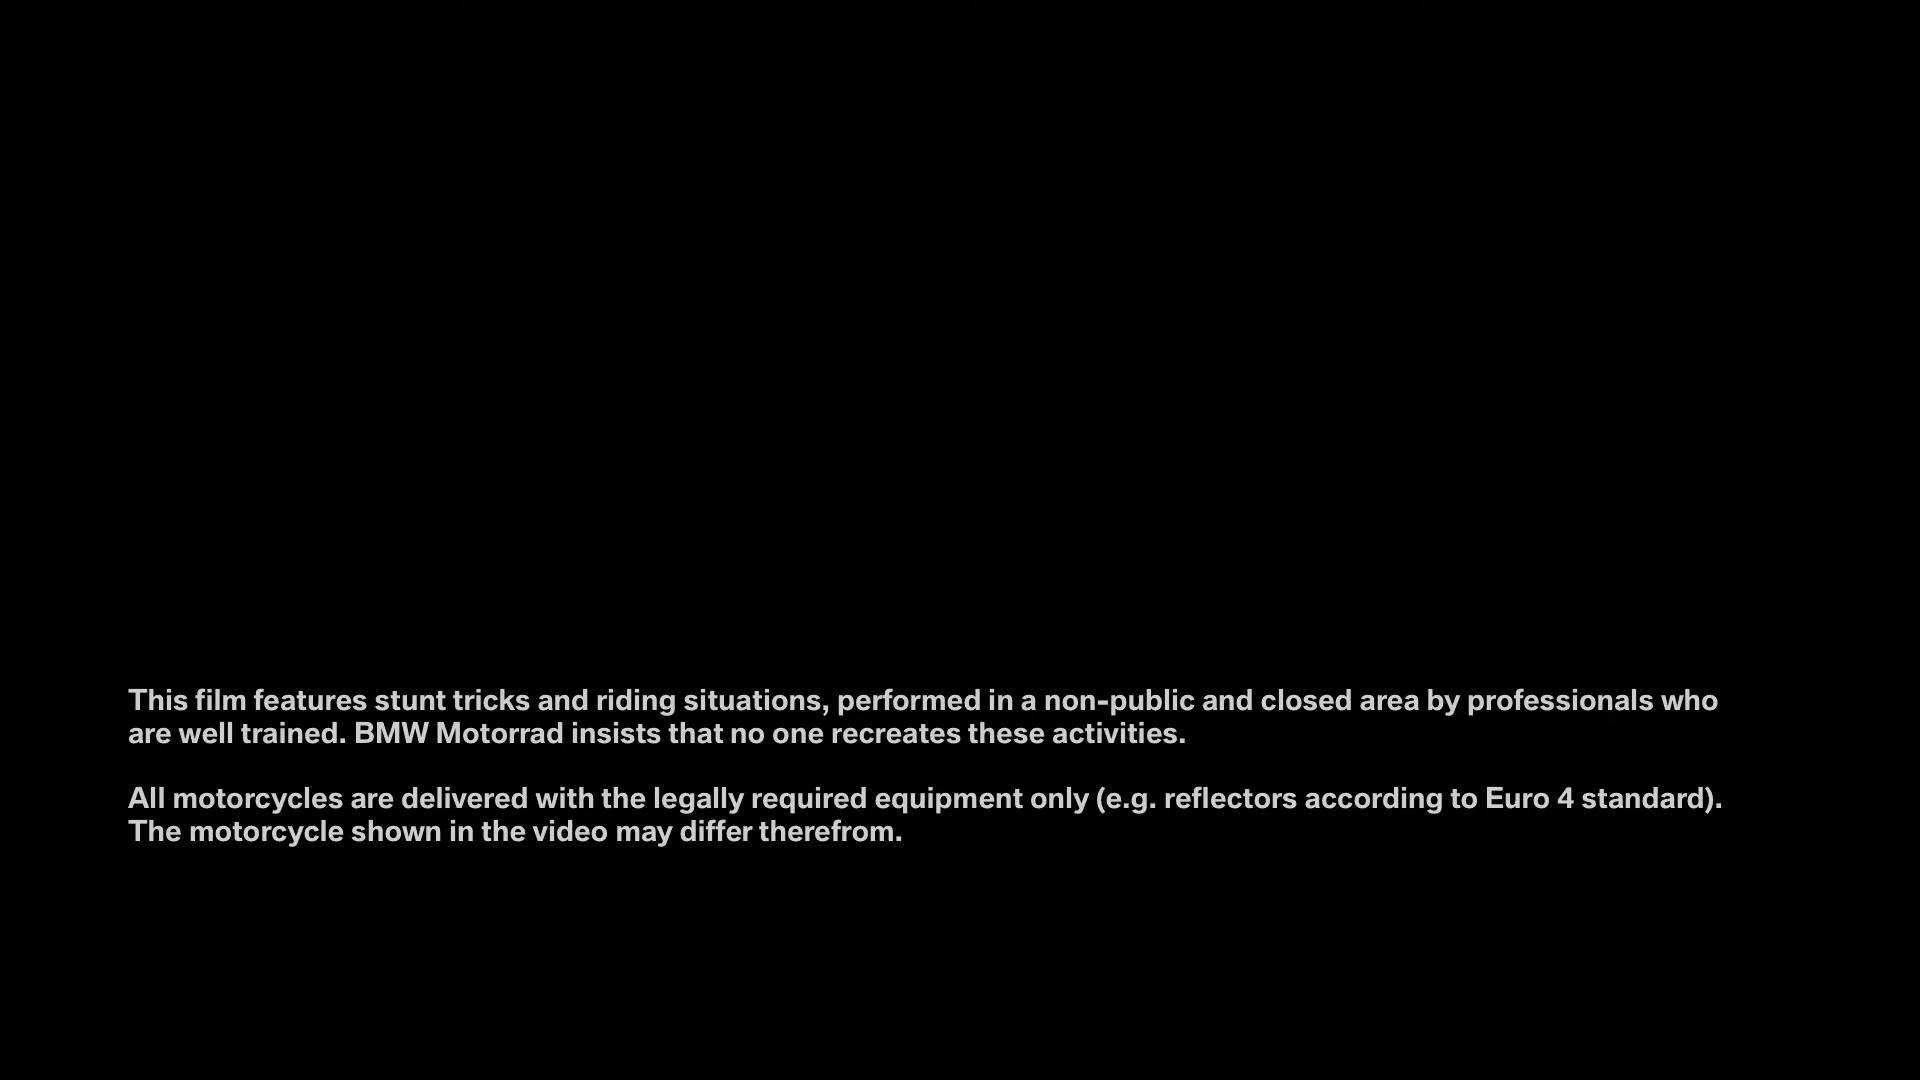 This film features stunt tricks and riding situations, performed in a non-public and closed area by professionals who
are well trained. BMW Motorrad insists that no one recreates these activities.
All motorcycles are delivered with the legally required equipment only (e.g. reflectors according to Euro 4 standard).
The motorcycle shown in the video may differ therefrom.